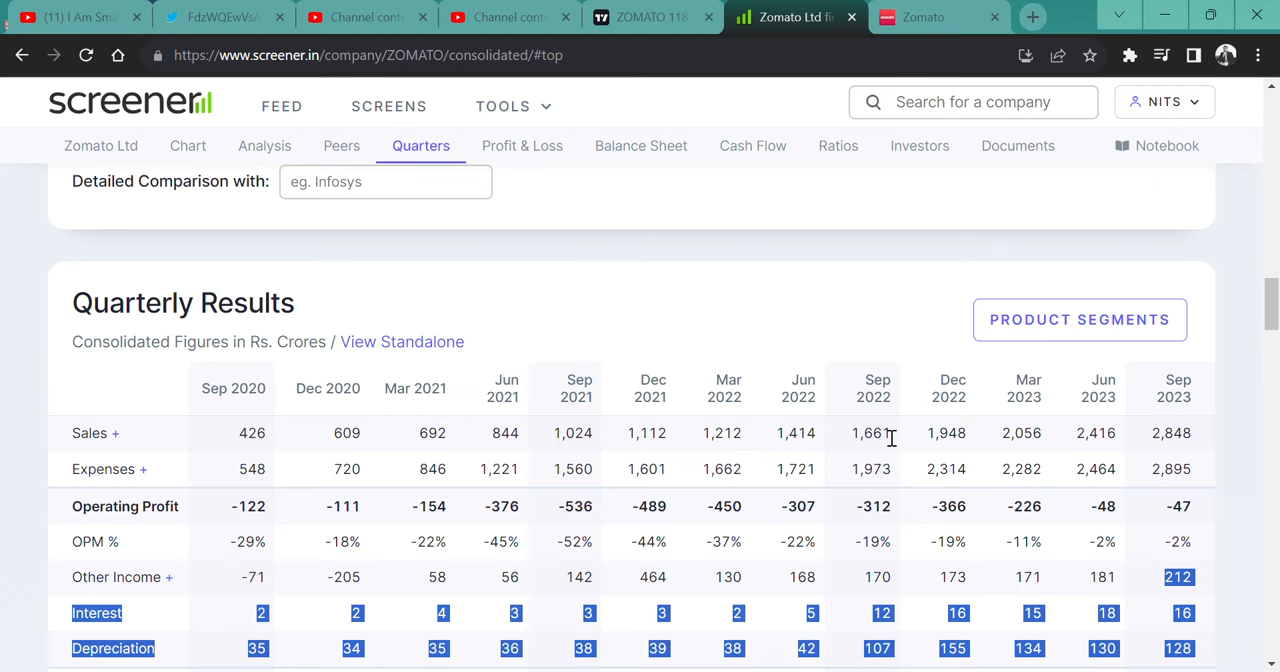 (11) I Am Sma
FdzWQEwVsA
Channel conte
Channel conte
ZOMATO 118.
Zomato Ltd fin
Zomato
https://www.screener.in/company/ZOMATO/consolidated/#top
screener
FEED
SCREENS
TOOLS
Search for a company
NITS
Zomato Ltd
Chart
Analysis
Peers
Quarters
Profit & Loss
Balance Sheet
Cash Flow
Ratios
Investors
Documents
Notebook
Detailed Comparison with: eg. Infosys
Quarterly Results
PRODUCT SEGMENTS
Consolidated Figures in Rs. Crores / View Standalone
Sep 2020 Dec 2020 Mar 2021 Jun 2021 Sep 2021 Dec 2021 Mar 2022 Jun 2022 Sep 2022 Dec 2022 Mar 2023 Jun 2023 Sep 2023
Sales + 426 609 692 844 1,024 1,112 1,212 1,414 1,661 1,948 2,056 2,416 2,848
Expenses + 548 720 846 1,221 1,560 1,601 1,662 1,721 1,973 2,314 2,282 2,464 2,895
Operating Profit -122 -111 -154 -376 -536 -489 -450 -307 -312 -366 -226 -48 -47
OPM % -29% -18% -22% -45% -52% -44% -37% -22% -19% -19% -11% -2% -2%
Other Income + -71 -205 58 56 142 464 130 168 170 173 171 181 212
Interest 2 2 4 3 3 3 2 5 12 16 15 18 16
Depreciation 35 34 35 36 38 39 38 42 107 155 134 130 128